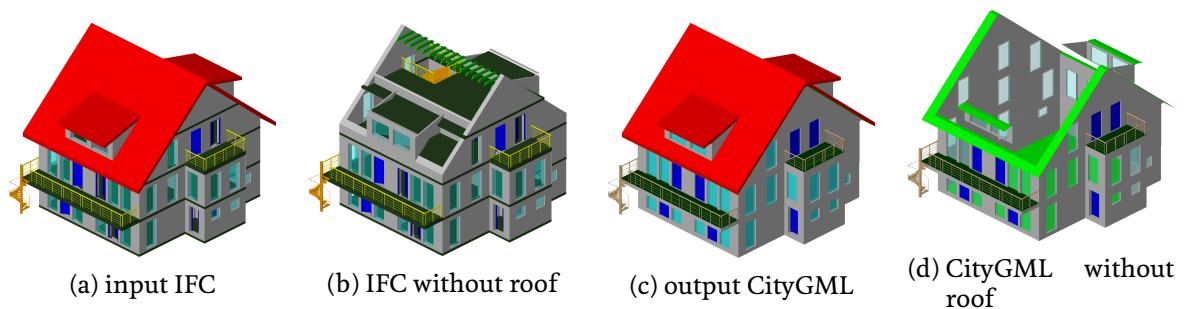 (a) input IFC
(b) IFC without roof
(c) output CityGML
(d) CityGML without
roof